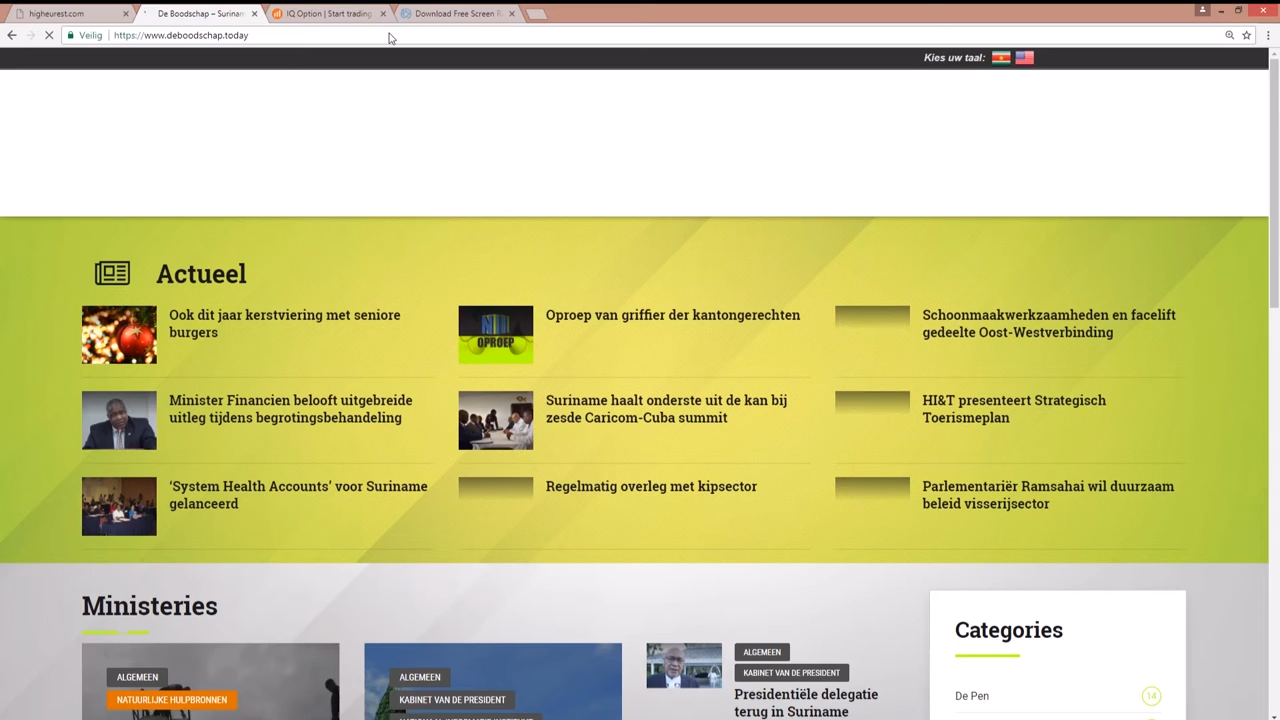 higheurest.com
De Boodschap – Surinam
IQ Option | Start trading
Download Free Screen R
Veilig
https://www.deboodschap.today
Kies uw taal:
Actueel
Ook dit jaar kerstviering met seniore
burgers
OPROEP
Oproep van griffier der kantongerechten
Schoonmaakwerkzaamheden en facelift
gedeelte Oost-Westverbinding
Minister Financien belooft uitgebreide
uitleg tijdens begrotingsbehandeling
Suriname haalt onderste uit de kan bij
zesde Caricom-Cuba summit
HI&T presenteert Strategisch
Toerismeplan
‘System Health Accounts’ voor Suriname
gelanceerd
Regelmatig overleg met kipsector
Parlementariër Ramsahai wil duurzaam
beleid visserijsector
Ministeries
ALGEMEEN
NATUURLIJKE HULPBRONNEN
ALGEMEEN
KABINET VAN DE PRESIDENT
ALGEMEEN
KABINET VAN DE PRESIDENT
Presidentiële delegatie
terug in Suriname
Categories
De Pen
14